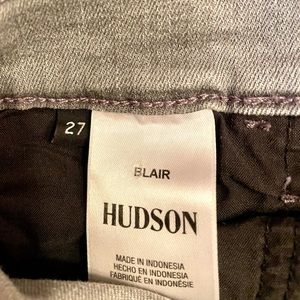 27
BLAIR
HUDSON
MADE IN INDONESIA
HECHO EN INDONESIA
FABRIQUÉ EN INDONÉSIE